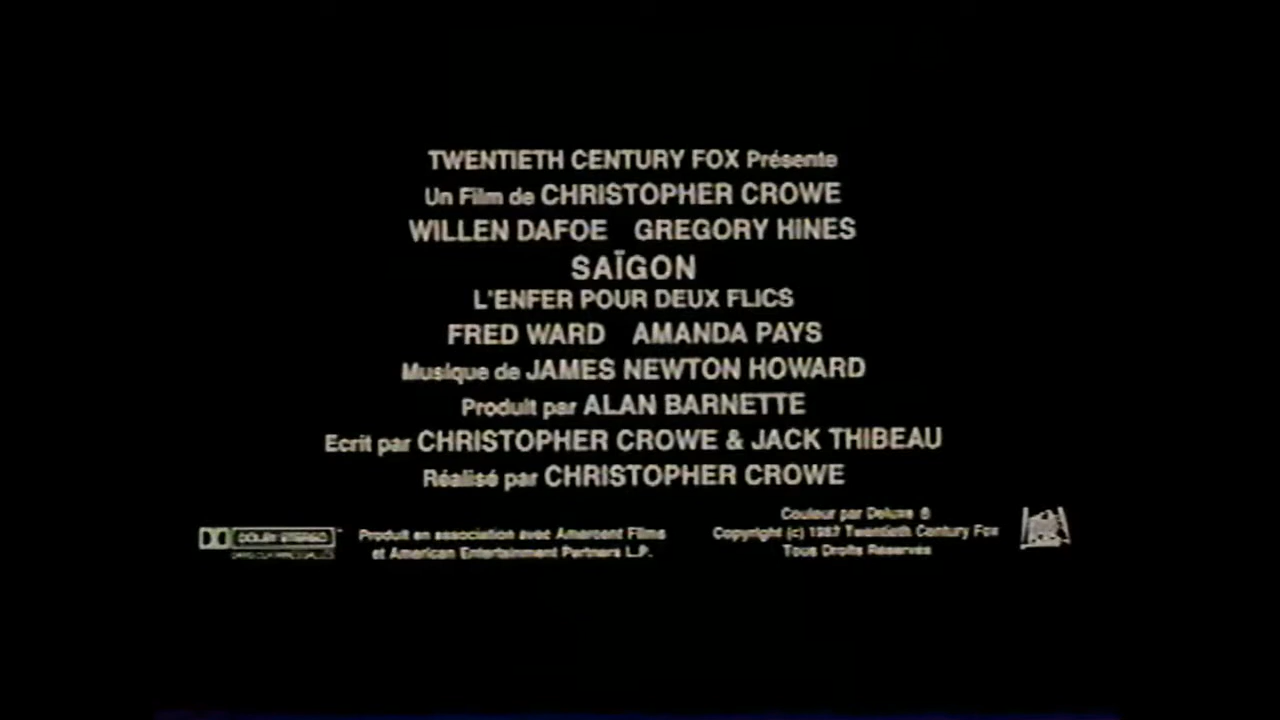 TWENTIETH CENTURY FOX Présente
Un Film de CHRISTOPHER CROWE
WILLEN DAFOE GREGORY HINES
SAÏGON
L'ENFER POUR DEUX FLICS
FRED WARD AMANDA PAYS
Musique de JAMES NEWTON HOWARD
Produit par ALAN BARNETTE
Ecrit par CHRISTOPHER CROWE & JACK THIBEAU
Réalisé par CHRISTOPHER CROWE
DOLBY STEREO
Produit en association avec Amercent Films
et American Entertainment Partners L.P.
Couleur par Deluxe ®
Copyright (c) 1987 Twentieth Century Fox
Tous Droits Réservés